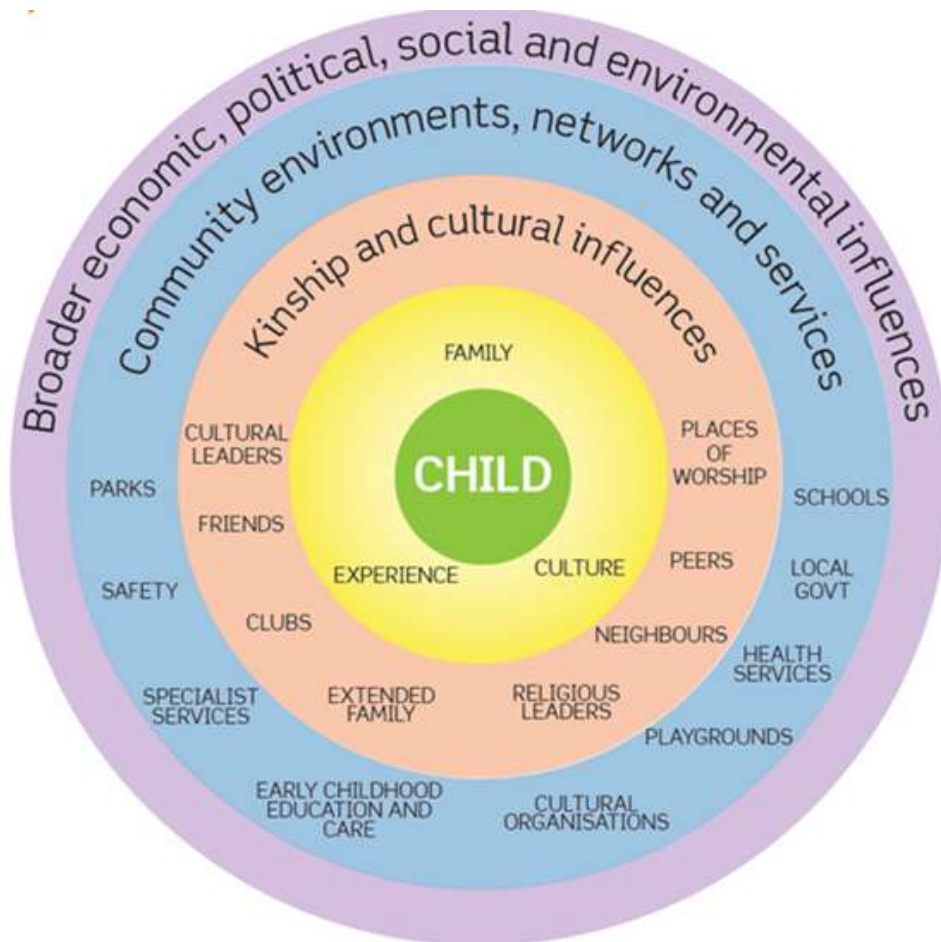 Broader economic, political, social and environmental influences
Community environments, networks and services
Kinship and cultural influences
FAMILY
CHILD
EXPERIENCE
CULTURE
CULTURAL
LEADERS
FRIENDS
CLUBS
EXTENDED
FAMILY
RELIGIOUS
LEADERS
NEIGHBOURS
PEERS
PLACES
OF
WORSHIP
PARKS
SAFETY
SPECIALIST
SERVICES
EARLY CHILDHOOD
EDUCATION AND
CARE
CULTURAL
ORGANISATIONS
PLAYGROUNDS
HEALTH
SERVICES
LOCAL
GOVT
SCHOOLS